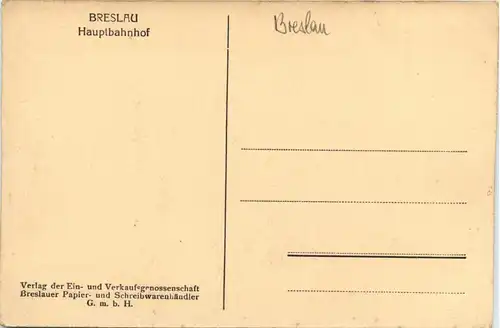 BRESLAU
Hauptbahnhof
Breslau
Verlag der Ein- und Verkaufsgenossenschaft
Breslauer Papier- und Schreibwarenhändler
G. m. b. H.